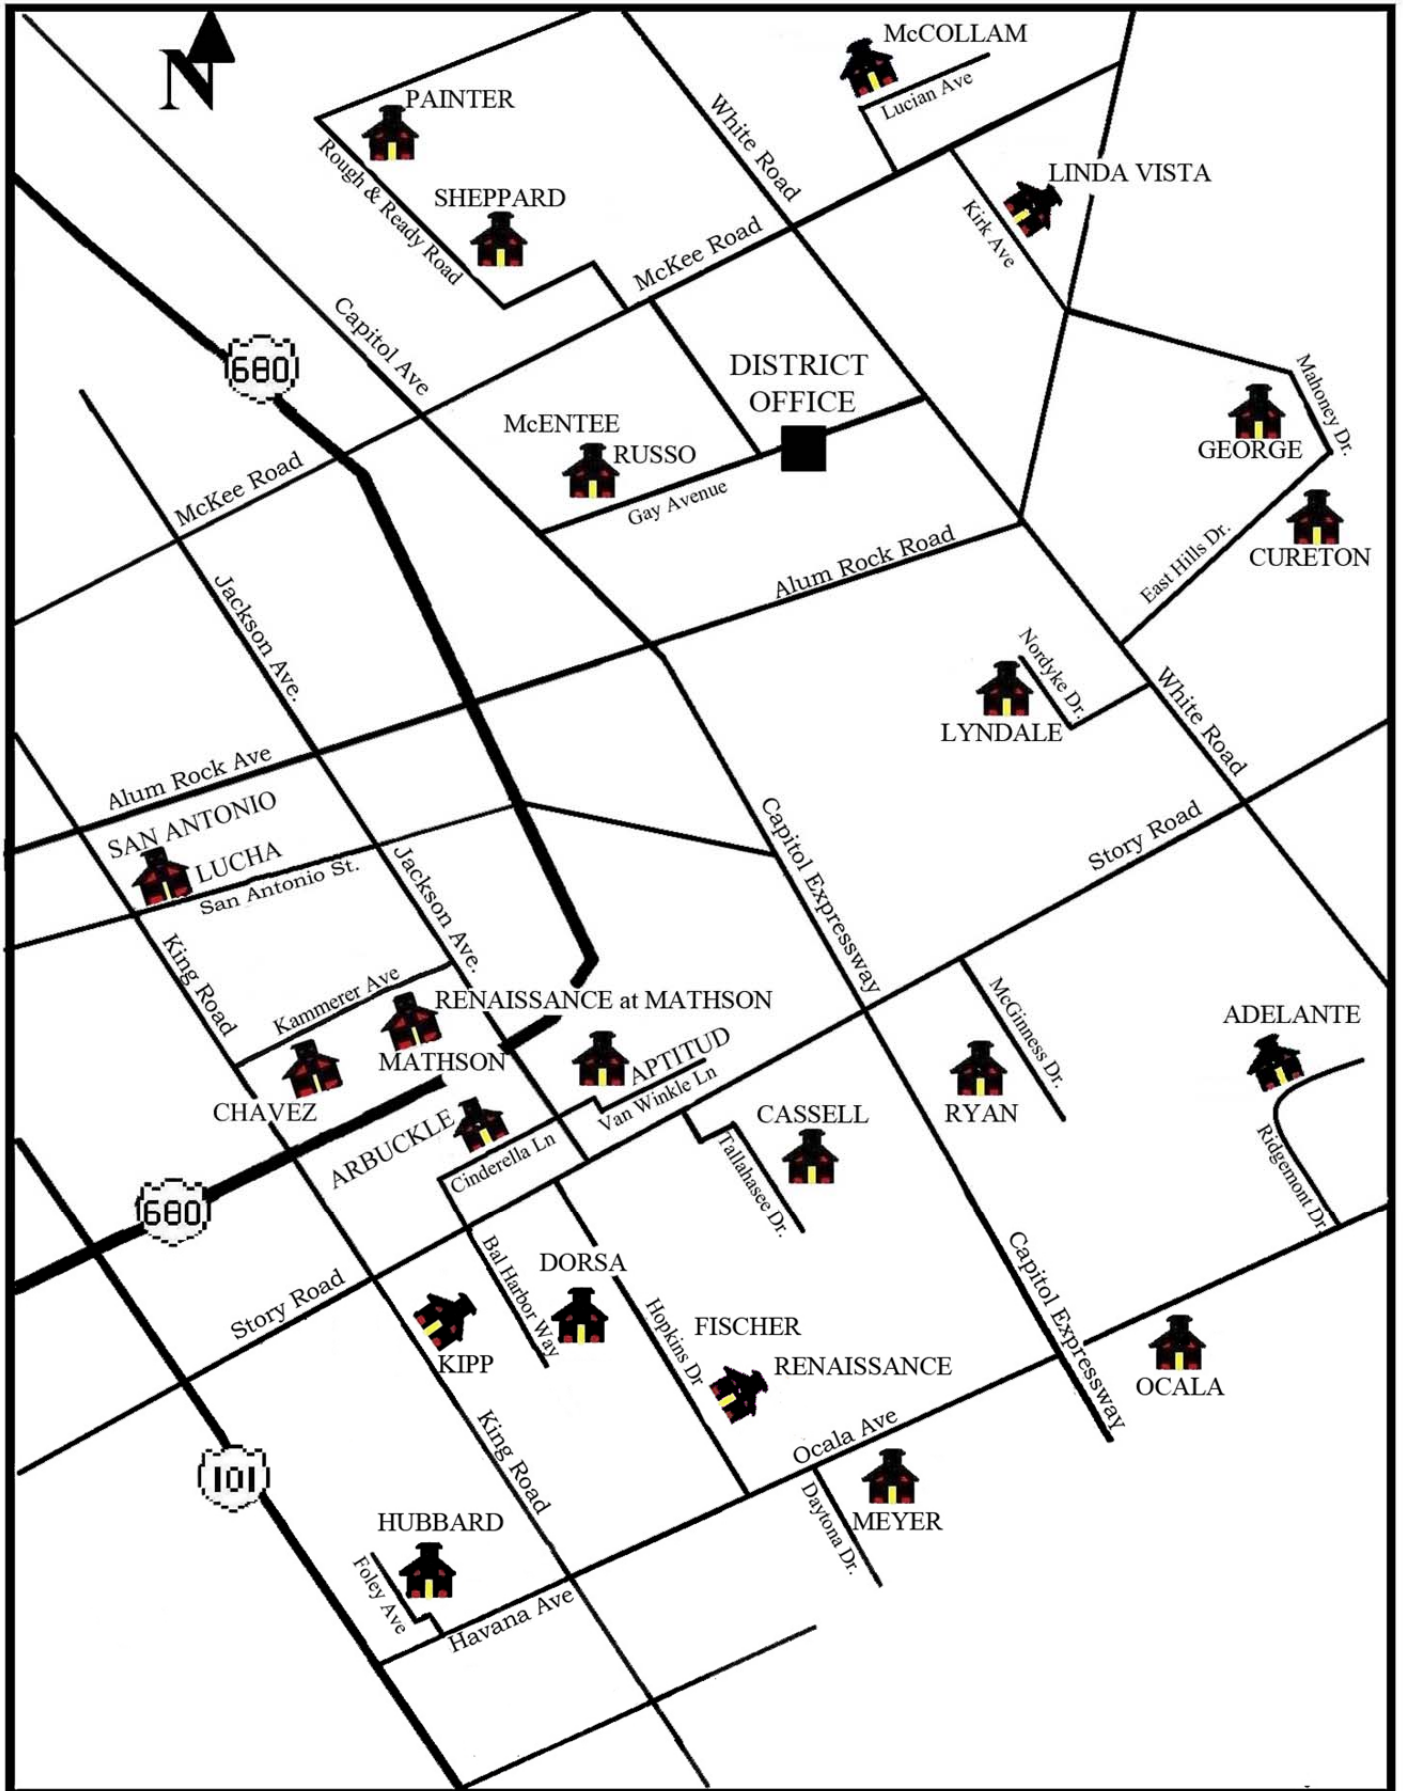 McCOLLAM
Lucian Ave
N
PAINTER
White Road
Rough & Ready Road
SHEPPARD
LINDA VISTA
Kirk Ave
McKee Road
Capitol Ave
680
DISTRICT
OFFICE
Mahoney Dr.
GEORGE
McENTEE
RUSSO
Gay Avenue
McKee Road
CURETON
East Hills Dr.
Alum Rock Road
Jackson Ave.
Nordyke Dr.
LYNDALE
White Road
Alum Rock Ave
SAN ANTONIO
LUCHA
San Antonio St.
Capitol Expressway
Story Road
Jackson Ave.
King Road
Kammerer Ave
RENAISSANCE at MATHSON
MATHSON
McGinness Dr.
ADELANTE
APTITUD
Van Winkle Ln
CHAVEZ
CASSELL
RYAN
ARBUCKLE
Cinderella Ln
Tallahasee Dr.
Ridgemont Dr.
680
Bal Harbor Way
DORSA
Story Road
Hopkins Dr
FISCHER
RENAISSANCE
Capitol Expressway
KIPP
OCALA
King Road
Ocala Ave
101
Daytona Dr.
MEYER
HUBBARD
Foley Ave
Havana Ave